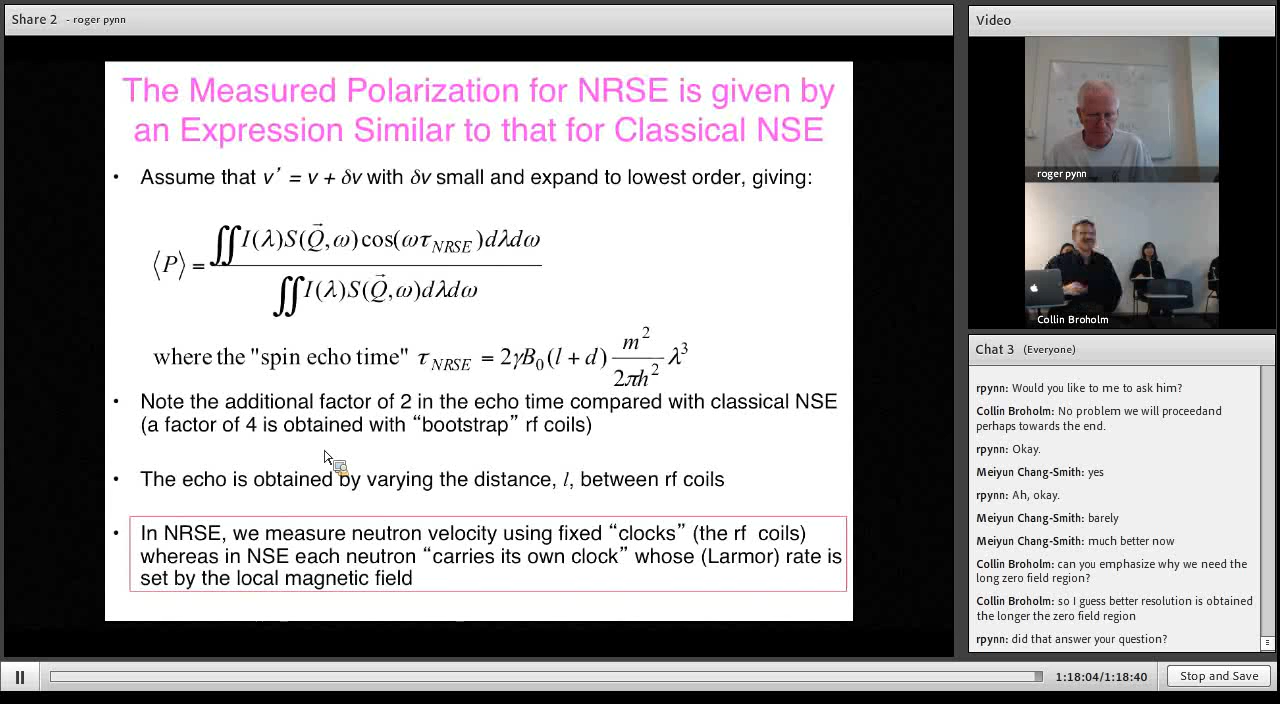 Share 2 - roger pynn
The Measured Polarization for NRSE is given by
an Expression Similar to that for Classical NSE
• Assume that v′ = v + δv with δv small and expand to lowest order, giving:
⟨P⟩ = ∬I(λ)S(Q⃗,ω)cos(ωτ_NRSE)dλdω / ∬I(λ)S(Q⃗,ω)dλdω
where the "spin echo time" τ_NRSE = 2γB₀(l + d) m²/2πh² λ³
• Note the additional factor of 2 in the echo time compared with classical NSE
(a factor of 4 is obtained with “bootstrap” rf coils)
• The echo is obtained by varying the distance, l, between rf coils
• In NRSE, we measure neutron velocity using fixed “clocks” (the rf coils)
whereas in NSE each neutron “carries its own clock” whose (Larmor) rate is
set by the local magnetic field
1:18:04/1:18:40
Stop and Save
Video
roger pynn
Collin Broholm
Chat 3 (Everyone)
rpynn: Would you like to me to ask him?
Collin Broholm: No problem we will proceedand
perhaps towards the end.
rpynn: Okay.
Meiyun Chang-Smith: yes
rpynn: Ah, okay.
Meiyun Chang-Smith: barely
Meiyun Chang-Smith: much better now
Collin Broholm: can you emphasize why we need the
long zero field region?
Collin Broholm: so I guess better resolution is obtained
the longer the zero field region
rpynn: did that answer your question?